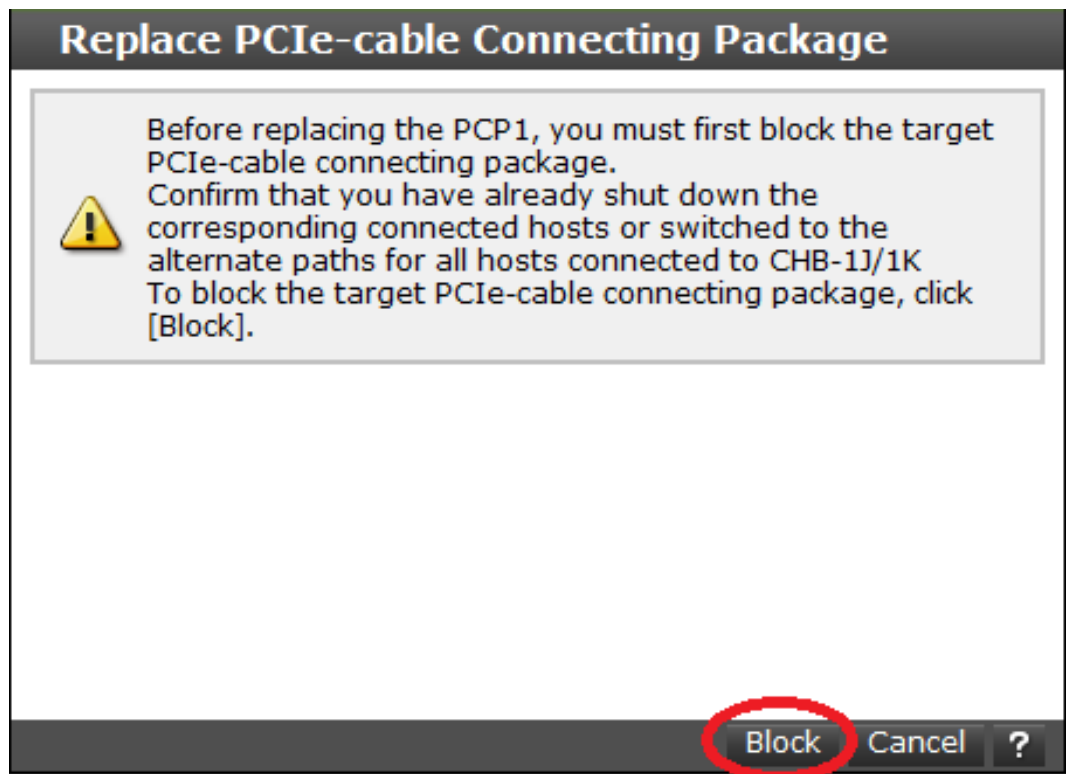 Replace PCIe-cable Connecting Package
Before replacing the PCP1, you must first block the target
PCIe-cable connecting package.
Confirm that you have already shut down the
corresponding connected hosts or switched to the
alternate paths for all hosts connected to CHB-1J/1K
To block the target PCIe-cable connecting package, click
[Block].
Block Cancel ?